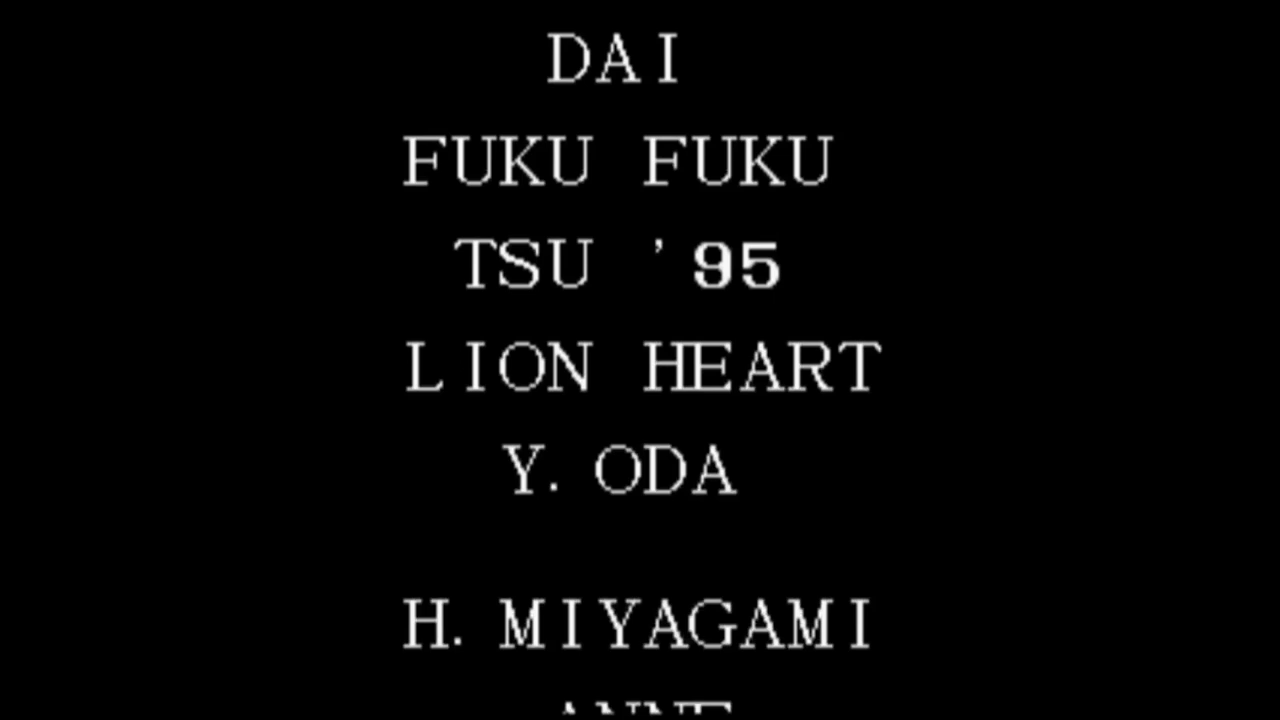 DAI
FUKU FUKU
TSU '95
LION HEART
Y. ODA
H. MIYAGAMI